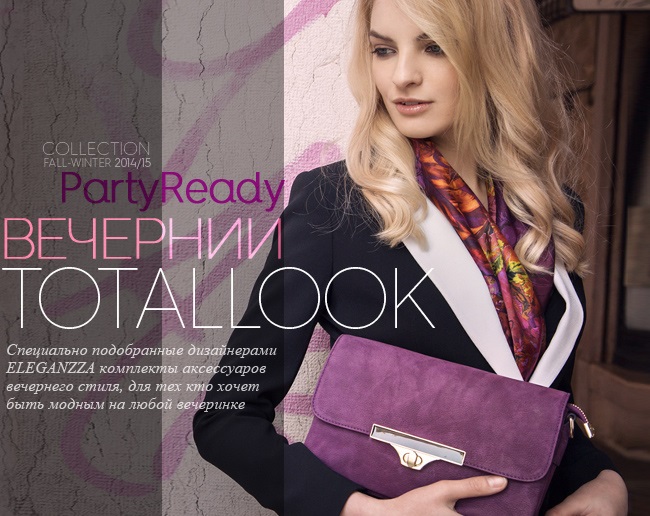 COLLECTION
FALL-WINTER 2014/15
PartyReady
ВЕЧЕРНИЙ
TOTALLOOK
Специально подобранные дизайнерами
ELEGANZZA комплекты аксессуаров
вечернего стиля, для тех кто хочет
быть модным на любой вечеринке